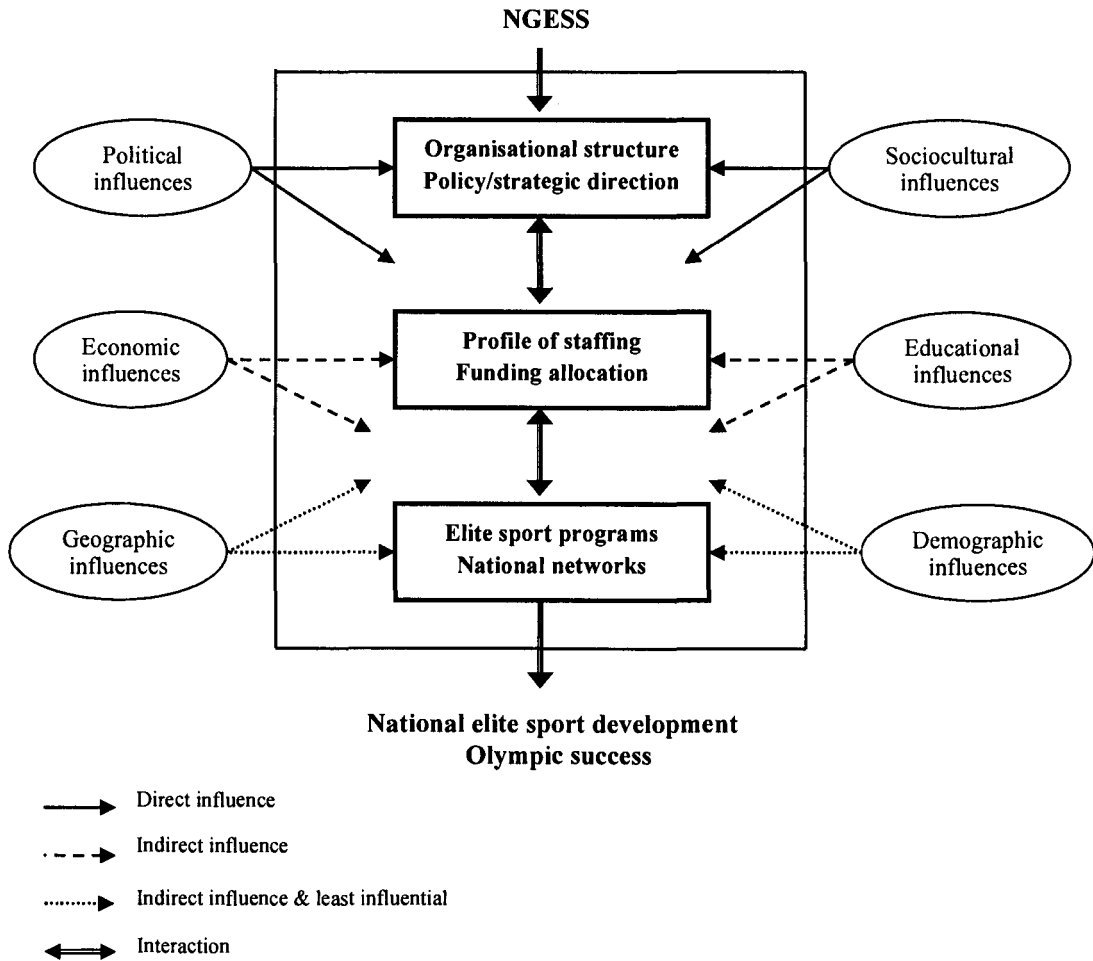 NGESS
Political
influences
Organisational structure
Policy/strategic direction
Sociocultural
influences
Economic
influences
Profile of staffing
Funding allocation
Educational
influences
Geographic
influences
Elite sport programs
National networks
Demographic
influences
National elite sport development
Olympic success
Direct influence
Indirect influence
Indirect influence & least influential
Interaction